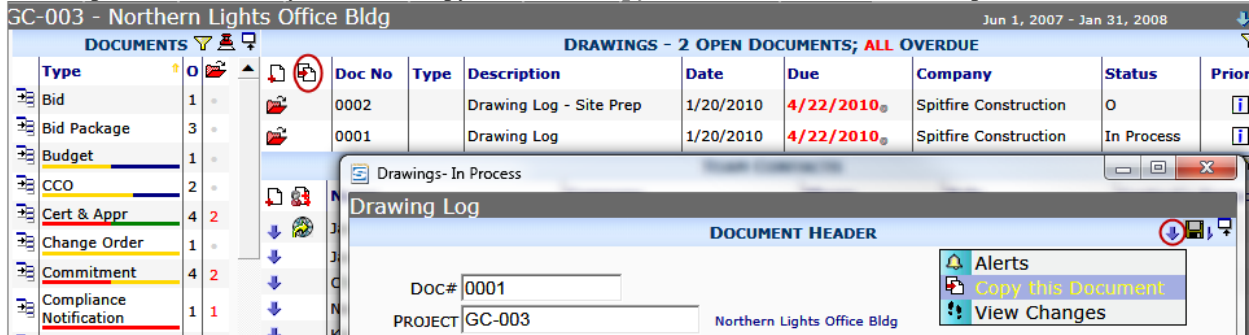 GC-003 - Northern Lights Office Bldg Jun 1, 2007 - Jan 31, 2008
DOCUMENTS DRAWINGS - 2 OPEN DOCUMENTS; ALL OVERDUE
Type O Doc No Type Description Date Due Company Status Prior
Bid 1 0002 Drawing Log - Site Prep 1/20/2010 4/22/2010 Spitfire Construction O
Bid Package 3 0001 Drawing Log 1/20/2010 4/22/2010 Spitfire Construction In Process
Budget 1
CCO 2
Cert & Appr 4 2
Change Order 1
Commitment 4 2
Compliance
Notification 1 1
Drawings- In Process
Drawing Log
DOCUMENT HEADER
Alerts
Doc# 0001 Copy this Document
PROJECT GC-003 Northern Lights Office Bldg View Changes